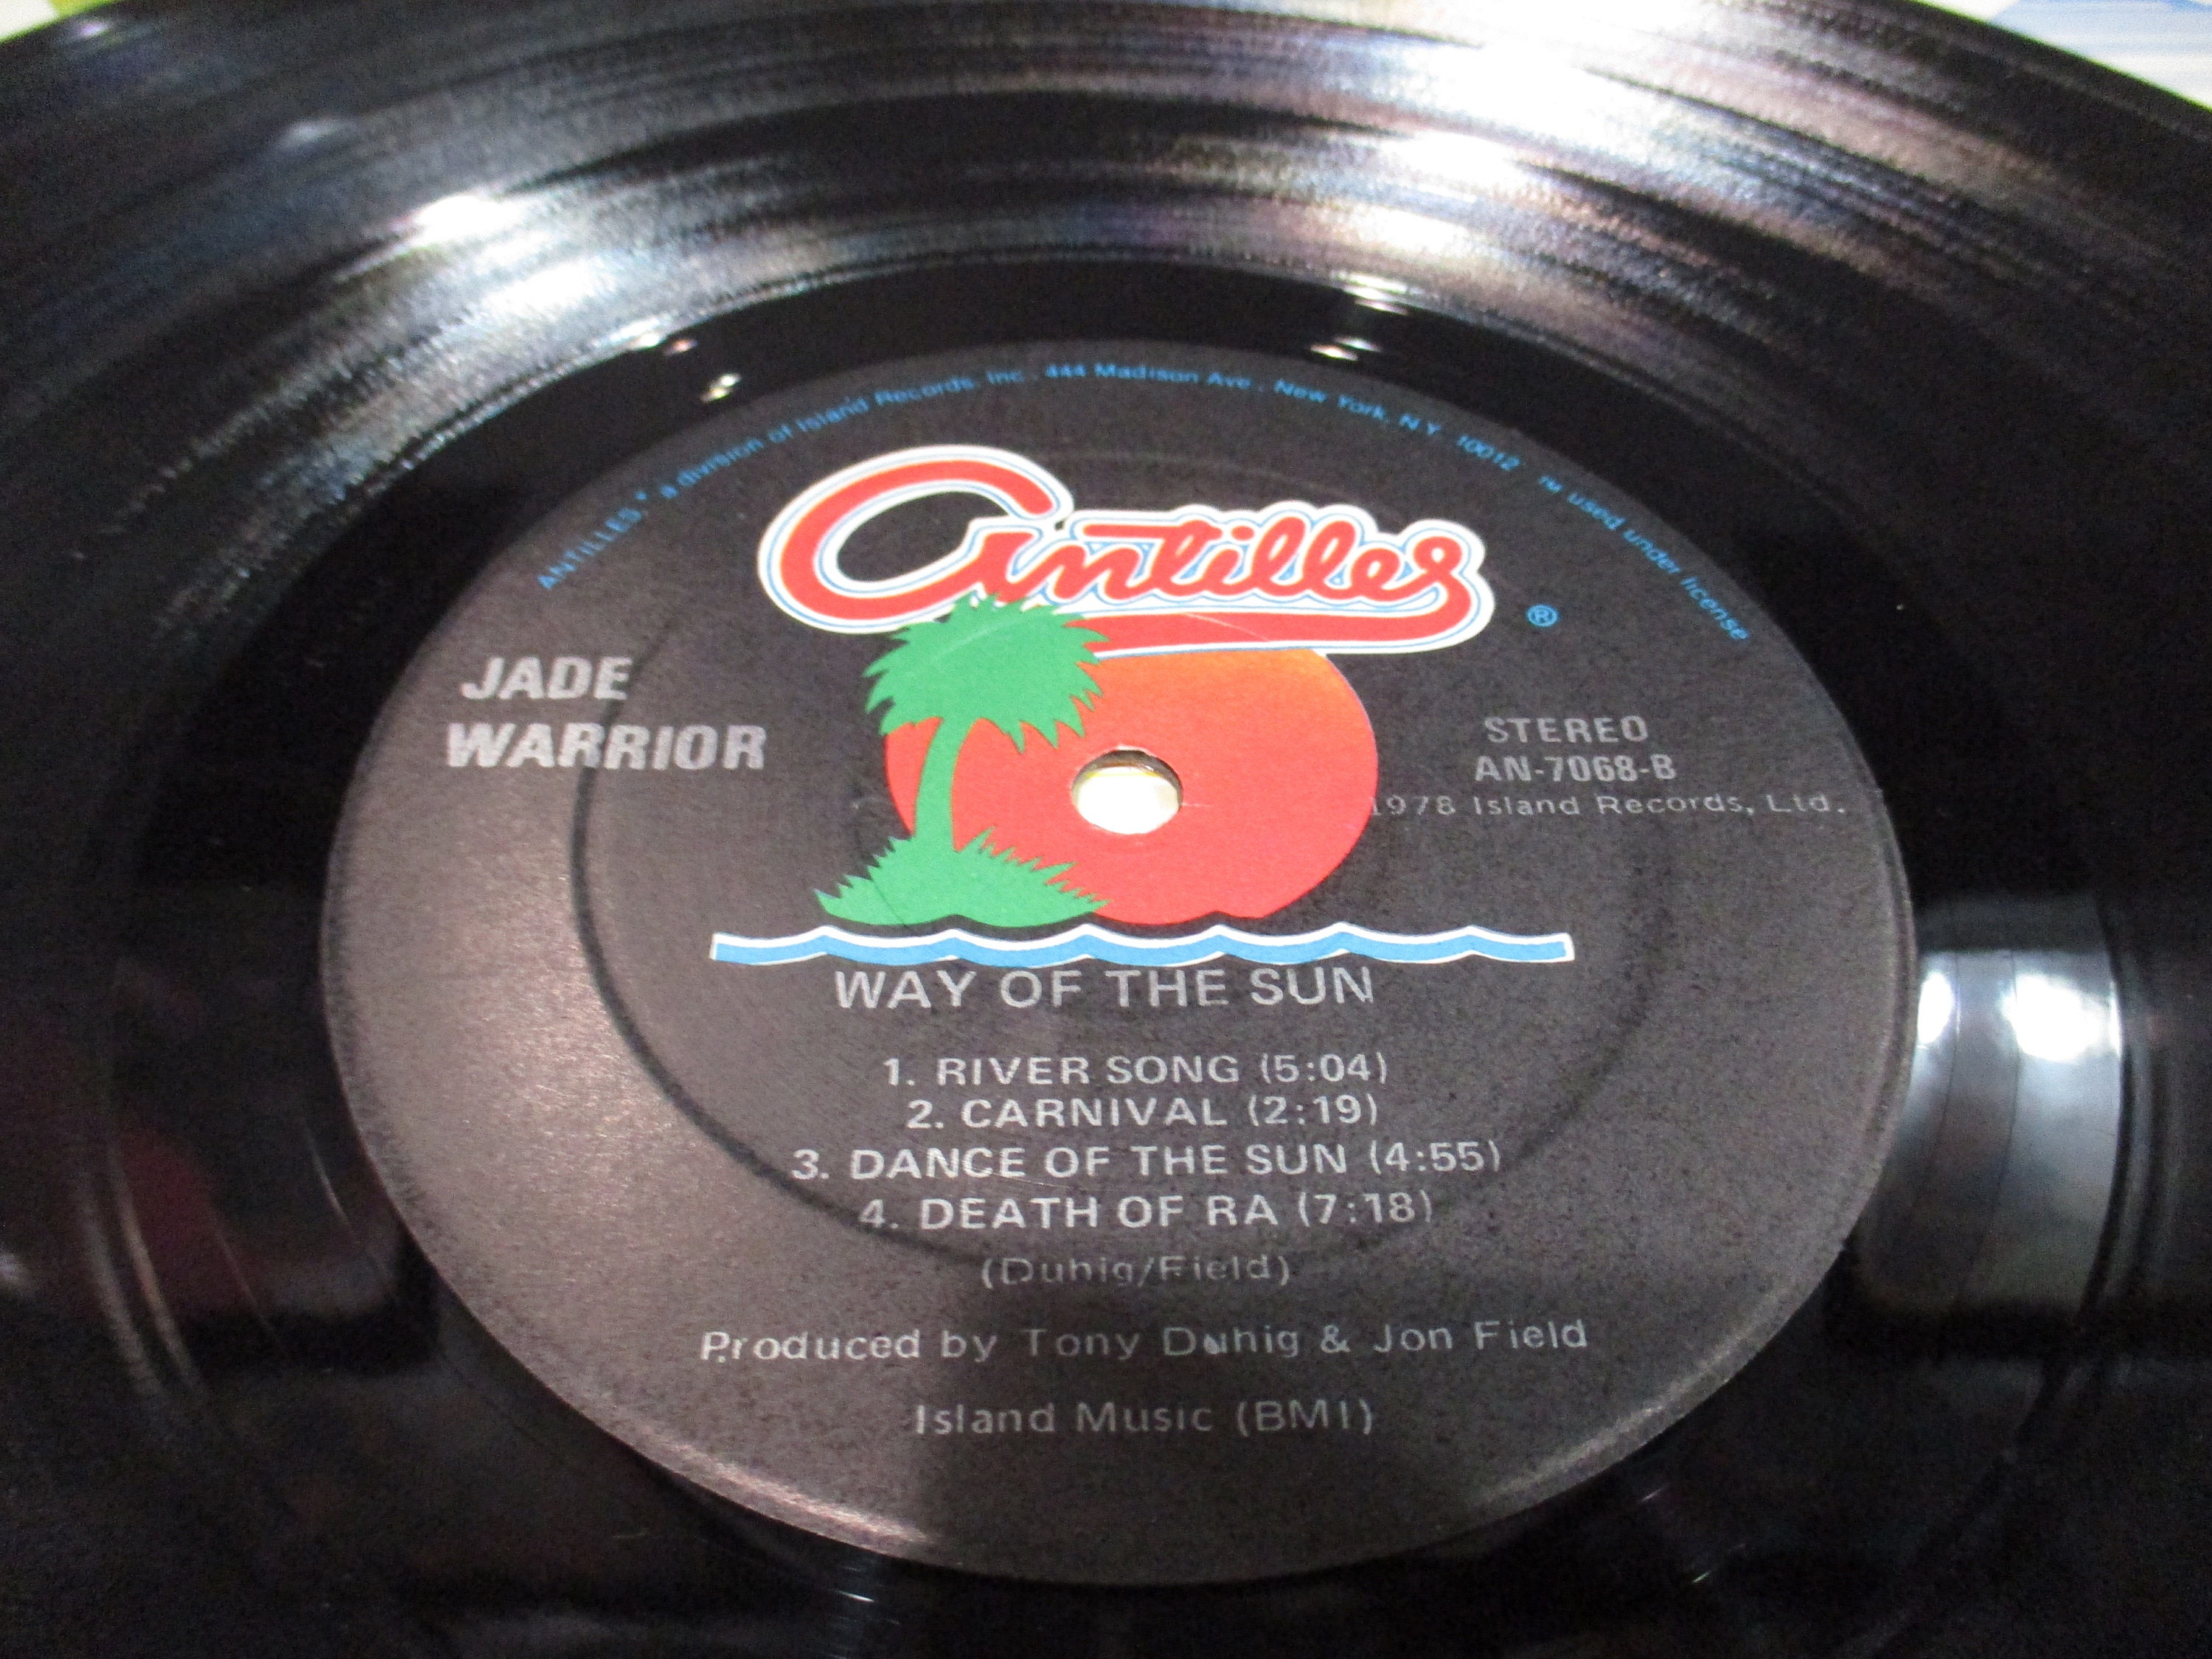 ANTILLES,™ a division of Island Records, Inc., 444 Madison Ave., New York, N.Y. 10012 ™ used under license
antilles ®
JADE
WARRIOR
STEREO
AN-7068-B
1978 Island Records, Ltd.
WAY OF THE SUN
1. RIVER SONG (5:04)
2. CARNIVAL (2:19)
3. DANCE OF THE SUN (4:55)
4. DEATH OF RA (7:18)
(Duhig/Field)
Produced by Tony Duhig & Jon Field
Island Music (BMI)